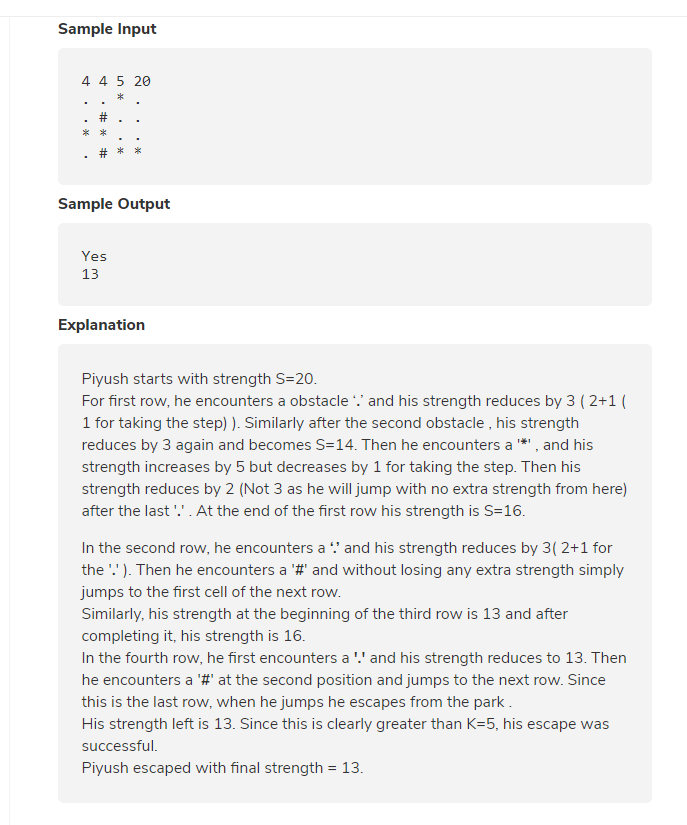 Sample Input
4 4 5 20
. . * .
. # . .
* * . .
. # * *
Sample Output
Yes
13
Explanation
Piyush starts with strength S=20.
For first row, he encounters a obstacle ‘.’ and his strength reduces by 3 ( 2+1 (
1 for taking the step) ). Similarly after the second obstacle , his strength
reduces by 3 again and becomes S=14. Then he encounters a '*' , and his
strength increases by 5 but decreases by 1 for taking the step. Then his
strength reduces by 2 (Not 3 as he will jump with no extra strength from here)
after the last '.' . At the end of the first row his strength is S=16.
In the second row, he encounters a ‘.’ and his strength reduces by 3( 2+1 for
the '.' ). Then he encounters a '#' and without losing any extra strength simply
jumps to the first cell of the next row.
Similarly, his strength at the beginning of the third row is 13 and after
completing it, his strength is 16.
In the fourth row, he first encounters a '.' and his strength reduces to 13. Then
he encounters a '#' at the second position and jumps to the next row. Since
this is the last row, when he jumps he escapes from the park .
His strength left is 13. Since this is clearly greater than K=5, his escape was
successful.
Piyush escaped with final strength = 13.